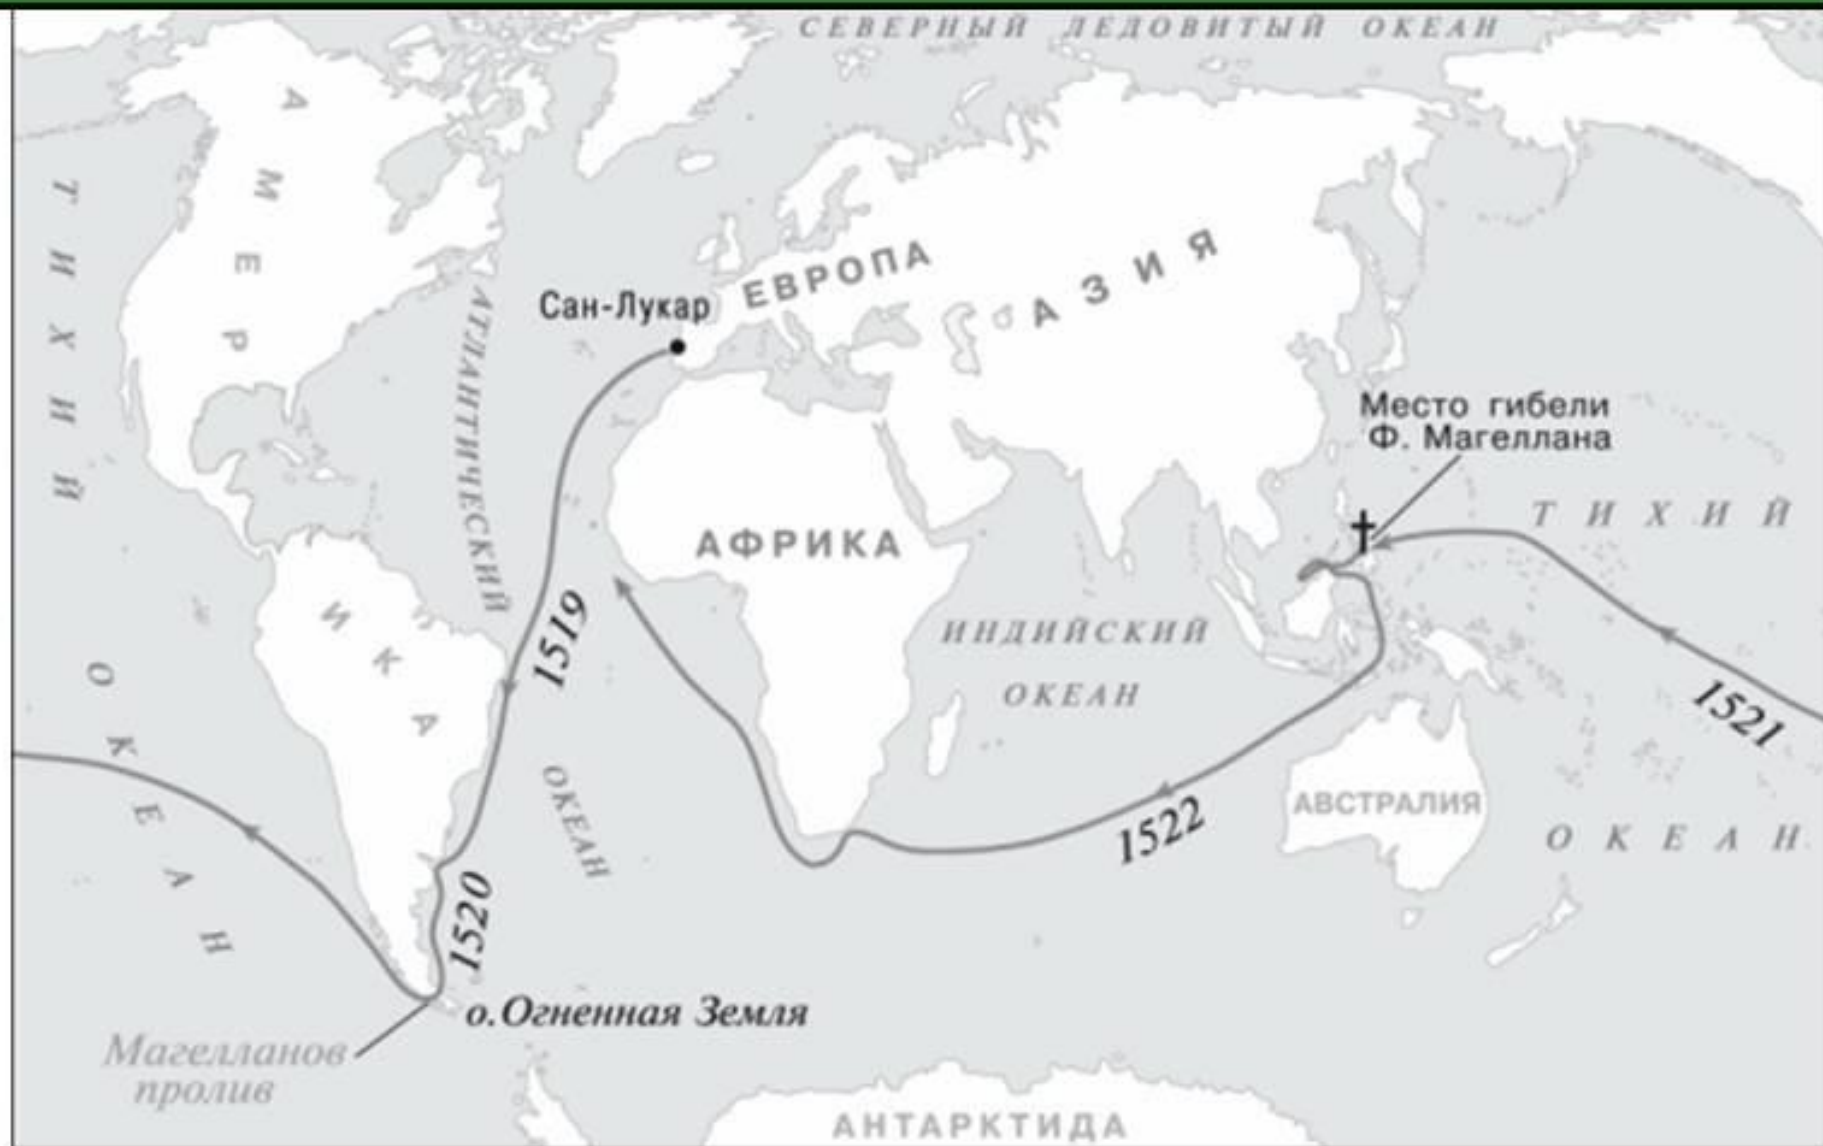 СЕВЕРНЫЙ ЛЕДОВИТЫЙ ОКЕАН
АМЕРИКА
ТИХИЙ
ОКЕАН
АТЛАНТИЧЕСКИЙ
ОКЕАН
Сан-Лукар
ЕВРОПА
АЗИЯ
Место гибели
Ф. Магеллана
ТИХИЙ
ОКЕАН
АФРИКА
ИНДИЙСКИЙ
ОКЕАН
1519
1521
АВСТРАЛИЯ
1522
1520
о. Огненная Земля
Магелланов
пролив
АНТАРКТИДА